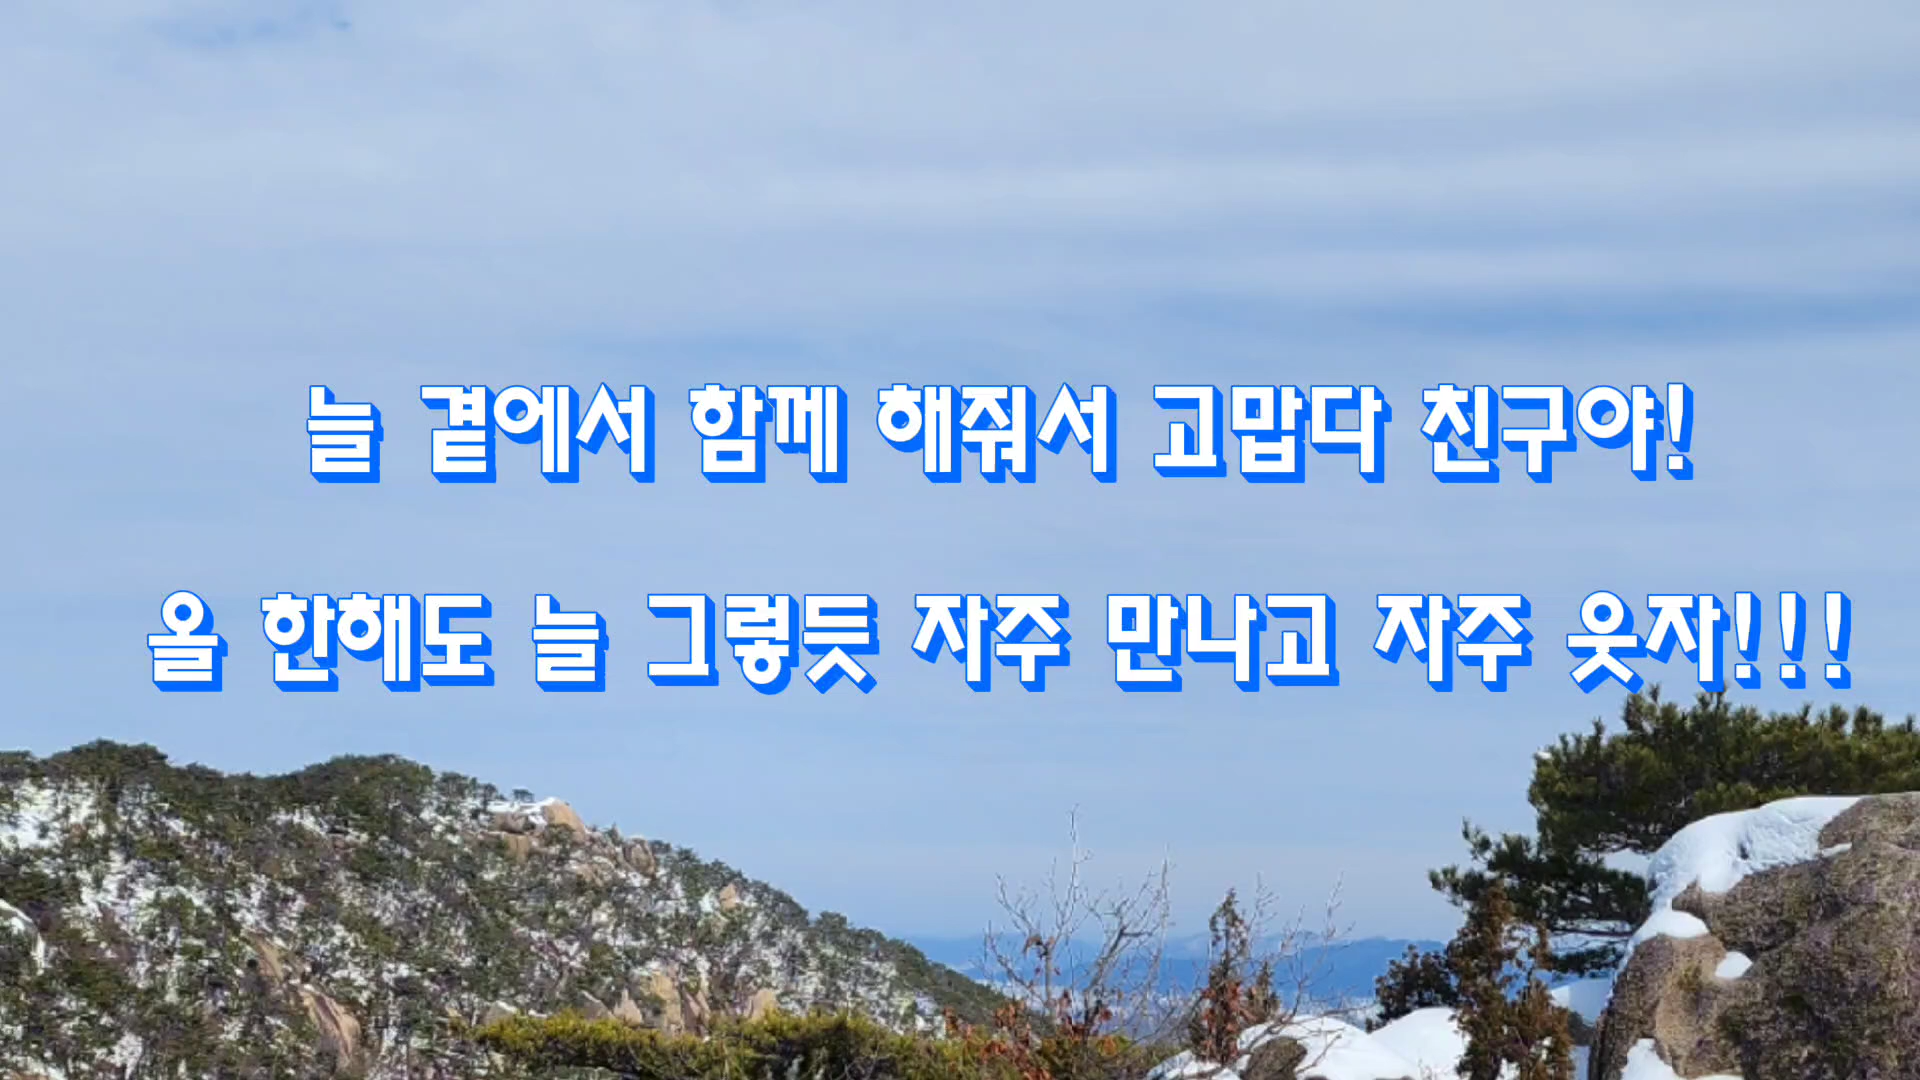 늘 곁에서 함께 해줘서 고맙다 친구야!
올 한해도 늘 그렇듯 자주 만나고 자주 웃자!!!